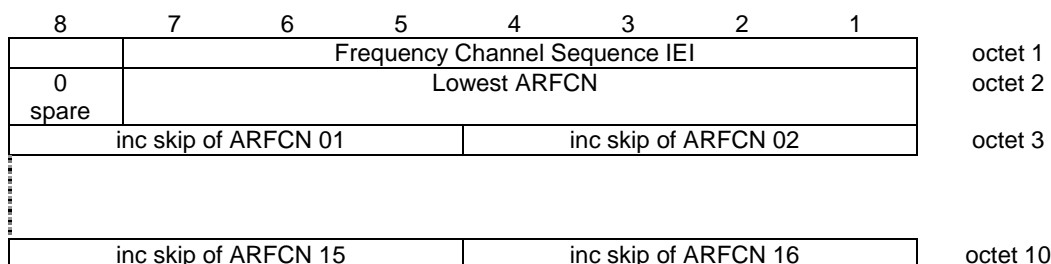 8 7 6 5 4 3 2 1
Frequency Channel Sequence IEI octet 1
0 Lowest ARFCN octet 2
spare
inc skip of ARFCN 01 inc skip of ARFCN 02 octet 3
inc skip of ARFCN 15 inc skip of ARFCN 16 octet 10